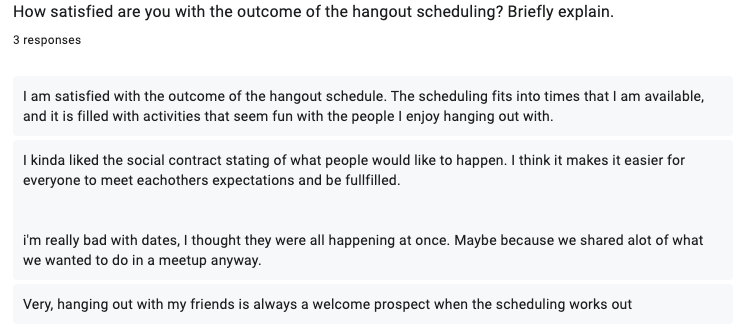 How satisfied are you with the outcome of the hangout scheduling? Briefly explain.
3 responses
I am satisfied with the outcome of the hangout schedule. The scheduling fits into times that I am available,
and it is filled with activities that seem fun with the people I enjoy hanging out with.
I kinda liked the social contract stating of what people would like to happen. I think it makes it easier for
everyone to meet eachothers expectations and be fullfilled.
i'm really bad with dates, I thought they were all happening at once. Maybe because we shared alot of what
we wanted to do in a meetup anyway.
Very, hanging out with my friends is always a welcome prospect when the scheduling works out